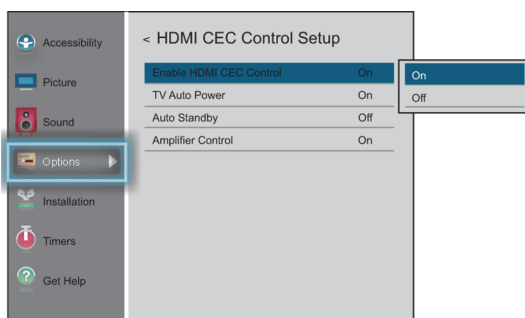 Accessibility
Picture
Sound
Options
Installation
Timers
? Get Help
< HDMI CEC Control Setup
Enable HDMI CEC Control On
TV Auto Power On
Auto Standby Off
Amplifier Control On
On
Off